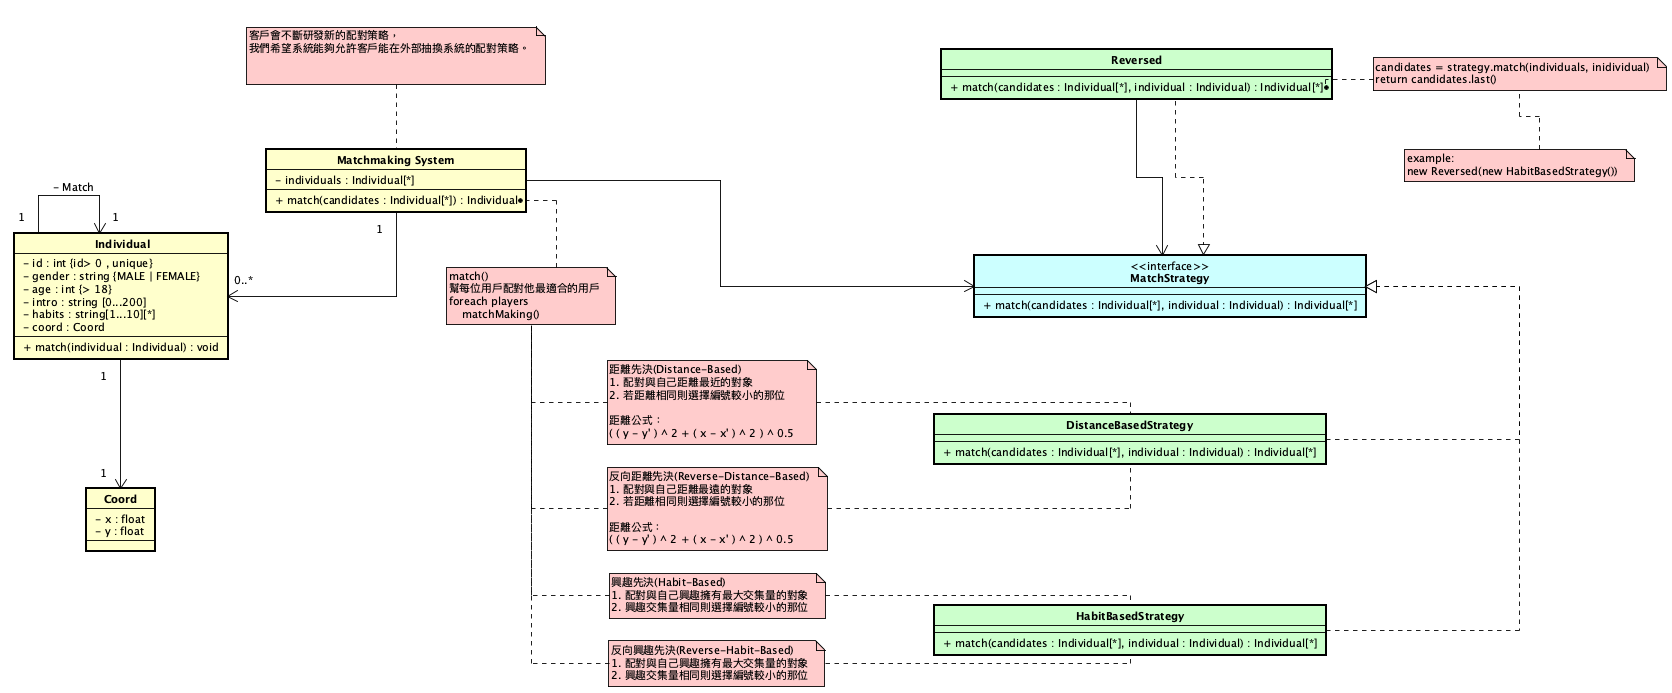 客戶會不斷研發新的配對策略，
我們希望系統能夠允許客戶能在外部抽換系統的配對策略。
Reversed
+ match(candidates : Individual[*], individual : Individual) : Individual[*]
candidates = strategy.match(individuals, inidividual)
return candidates.last()
example:
new Reversed(new HabitBasedStrategy())
Matchmaking System
- individuals : Individual[*]
+ match(candidates : Individual[*]) : Individual
- Match
1
1
1
0..*
Individual
- id : int {id> 0 , unique}
- gender : string {MALE | FEMALE}
- age : int {> 18}
- intro : string [0...200]
- habits : string[1...10][*]
- coord : Coord
+ match(individual : Individual) : void
match()
幫每位用戶配對他最適合的用戶
foreach players
matchMaking()
<<interface>>
MatchStrategy
+ match(candidates : Individual[*], individual : Individual) : Individual[*]
1
1
Coord
- x : float
- y : float
距離先決(Distance-Based)
1. 配對與自己距離最近的對象
2. 若距離相同則選擇編號較小的那位
距離公式：
( ( y - y' ) ^ 2 + ( x - x' ) ^ 2 ) ^ 0.5
DistanceBasedStrategy
+ match(candidates : Individual[*], individual : Individual) : Individual[*]
反向距離先決(Reverse-Distance-Based)
1. 配對與自己距離最遠的對象
2. 若距離相同則選擇編號較小的那位
距離公式：
( ( y - y' ) ^ 2 + ( x - x' ) ^ 2 ) ^ 0.5
興趣先決(Habit-Based)
1. 配對與自己興趣擁有最大交集量的對象
2. 興趣交集量相同則選擇編號較小的那位
HabitBasedStrategy
+ match(candidates : Individual[*], individual : Individual) : Individual[*]
反向興趣先決(Reverse-Habit-Based)
1. 配對與自己興趣擁有最大交集量的對象
2. 興趣交集量相同則選擇編號較小的那位